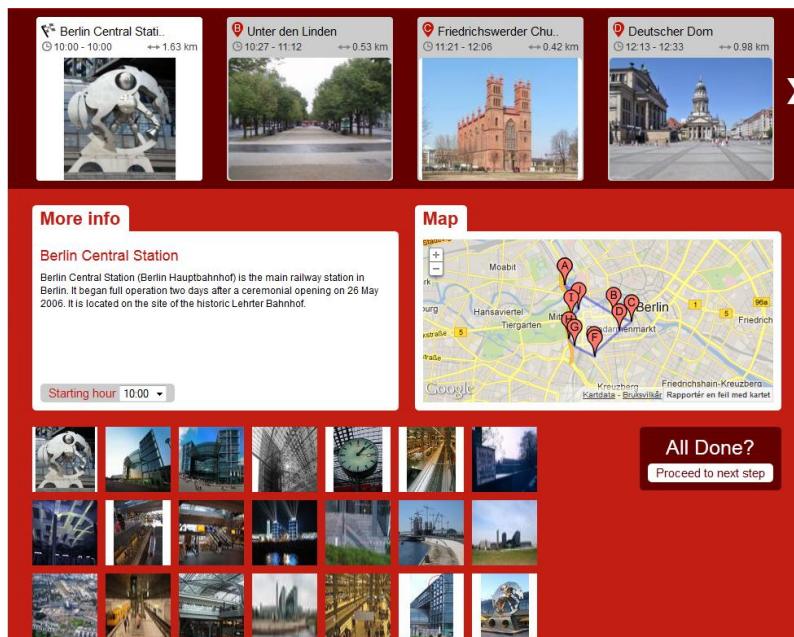 Berlin Central Stati..
10:00 - 10:00 1.63 km
B Unter den Linden
10:27 - 11:12 0.53 km
C Friedrichswerder Chu..
11:21 - 12:06 0.42 km
D Deutscher Dom
12:13 - 12:33 0.98 km
More info
Berlin Central Station
Berlin Central Station (Berlin Hauptbahnhof) is the main railway station in
Berlin. It began full operation two days after a ceremonial opening on 26 May
2006. It is located on the site of the historic Lehrter Bahnhof.
Starting hour 10:00
Map
+
-
Moabit
A
J
I
B
C
Berlin
1
96a
Hansaviertel
D
Friedrich
Tiergarten
H
G
5
5
F
Kreuzberg
Friedrichshain-Kreuzberg
Google
Kartdata - Bruksvilkår Rapportér en feil med kartet
All Done?
Proceed to next step